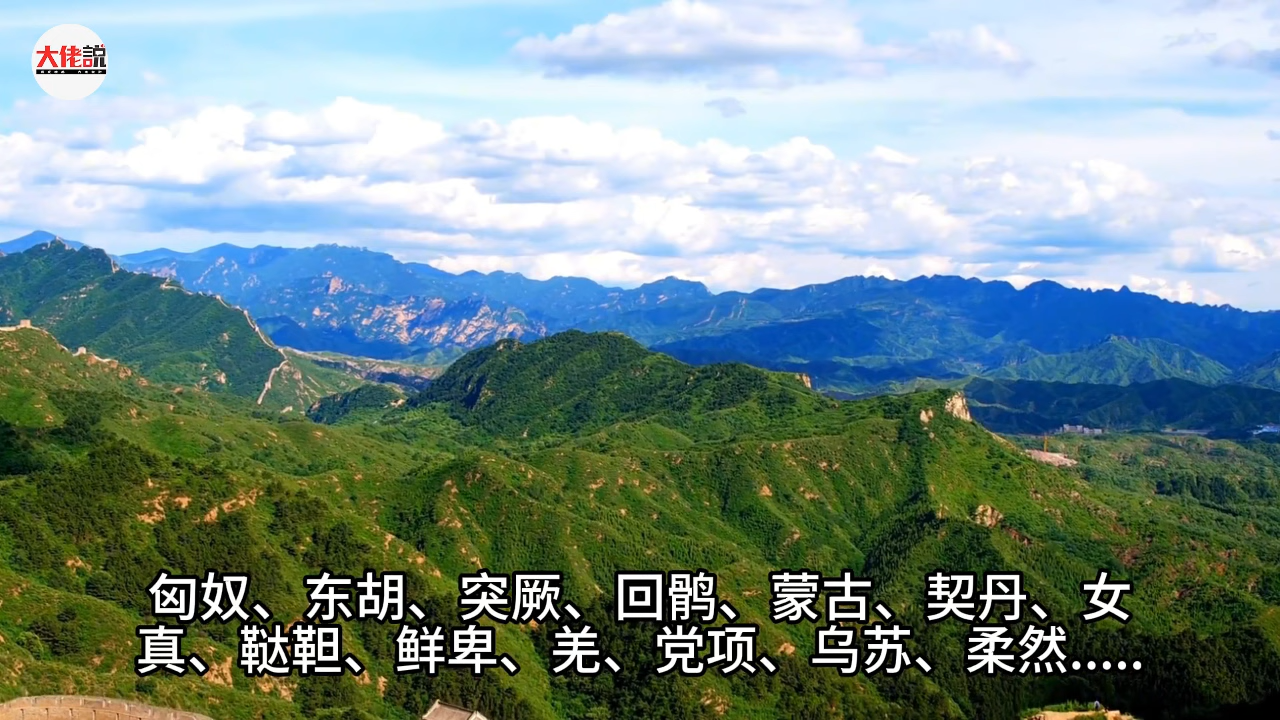 大佬説
匈奴、东胡、突厥、回鹘、蒙古、契丹、女
真、鞑靼、鲜卑、羌、党项、乌苏、柔然.....